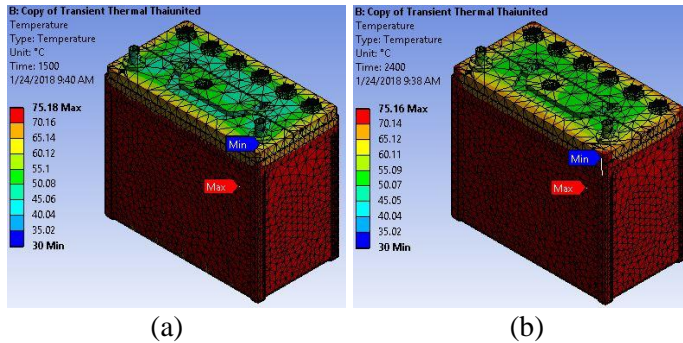 B: Copy of Transient Thermal Thaiunited
Temperature
Type: Temperature
Unit: °C
Time: 1500
1/24/2018 9:40 AM
75.18 Max
70.16
65.14
60.12
55.1
50.08
45.06
40.04
35.02
30 Min
Min
Max
(a)
B: Copy of Transient Thermal Thaiunited
Temperature
Type: Temperature
Unit: °C
Time: 2400
1/24/2018 9:38 AM
75.16 Max
70.14
65.12
60.11
55.09
50.07
45.05
40.04
35.02
30 Min
Min
Max
(b)